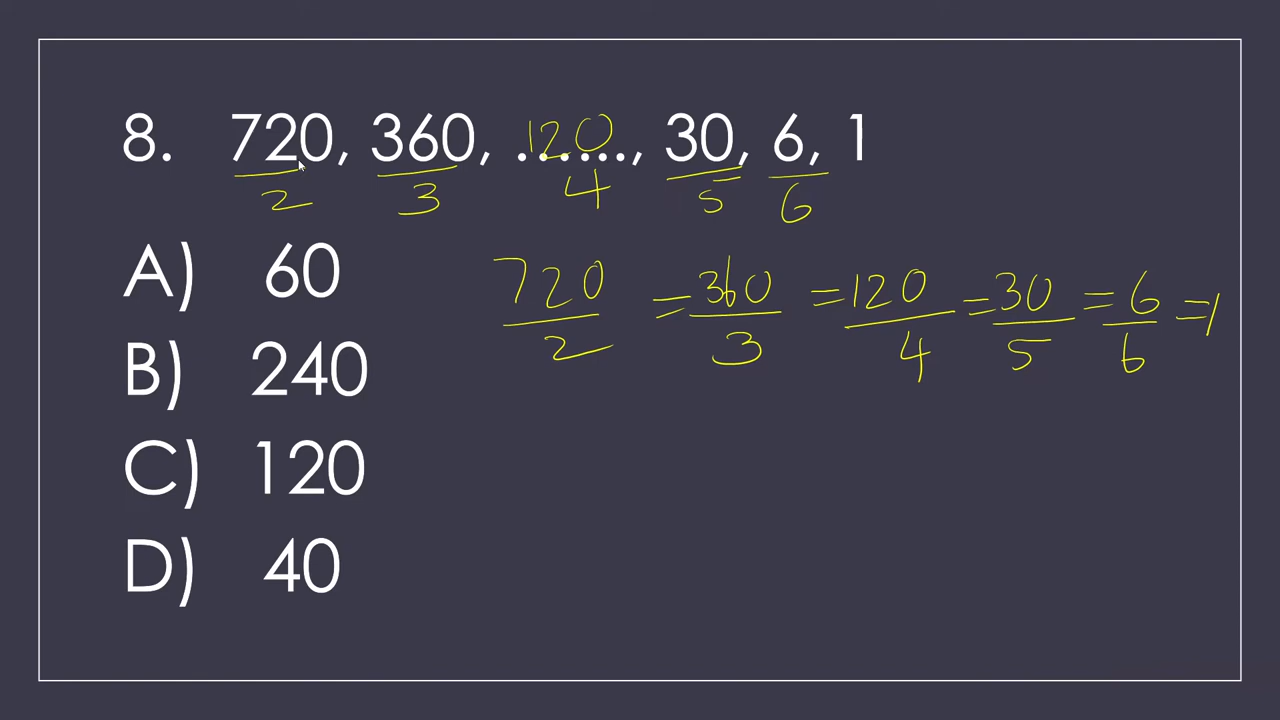 8. 720, 360, 120......., 30, 6, 1
2 3 4 5 6
A) 60
720/2 = 360/3 = 120/4 = 30/5 = 6/6 = 1
B) 240
C) 120
D) 40